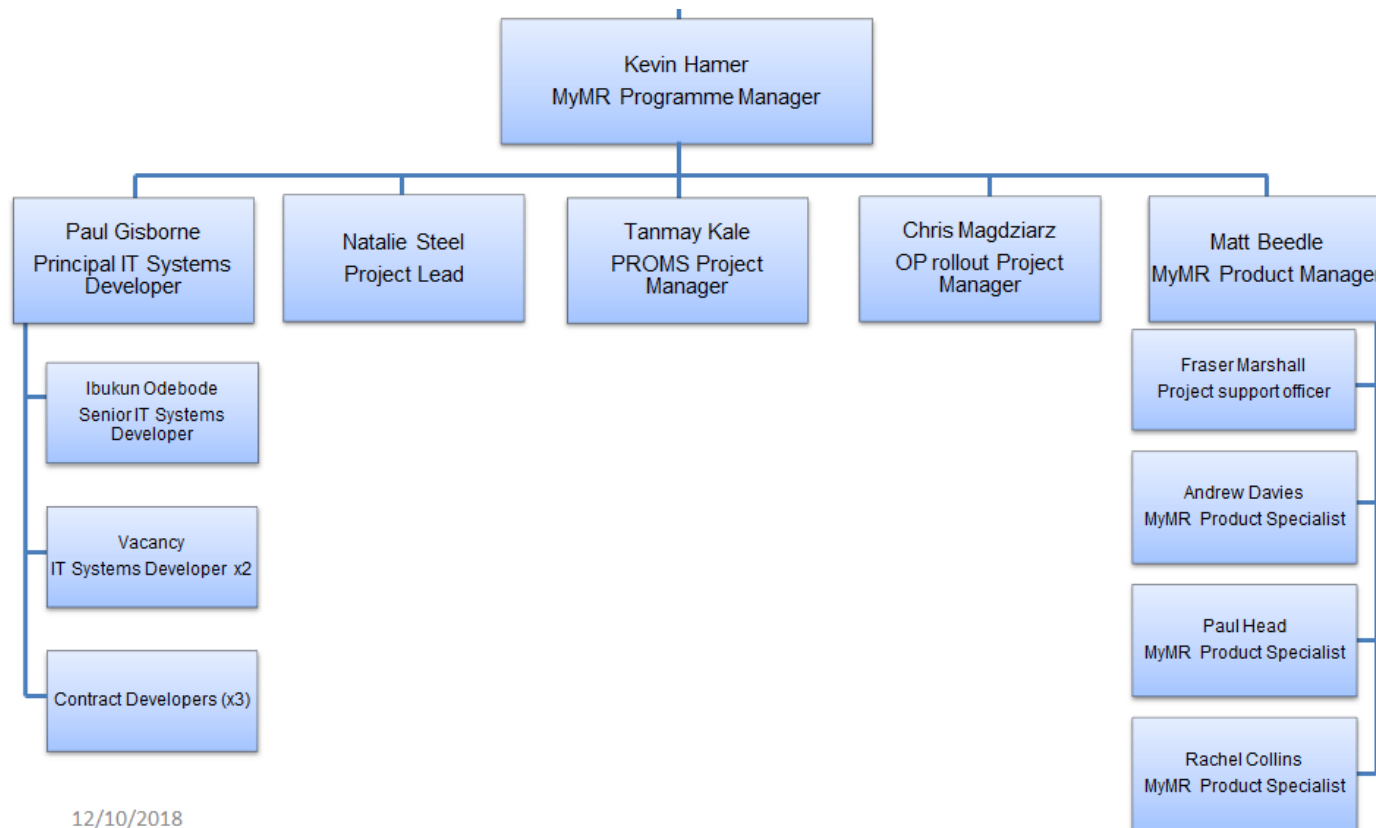 Kevin Hamer
MyMR Programme Manager
Paul Gisborne
Principal IT Systems
Developer
Natalie Steel
Project Lead
Tanmay Kale
PROMS Project
Manager
Chris Magdziarz
OP rollout Project
Manager
Matt Beedle
MyMR Product Manager
Ibukun Odebode
Senior IT Systems
Developer
Vacancy
IT Systems Developer x2
Contract Developers (x3)
Fraser Marshall
Project support officer
Andrew Davies
MyMR Product Specialist
Paul Head
MyMR Product Specialist
Rachel Collins
MyMR Product Specialist
12/10/2018